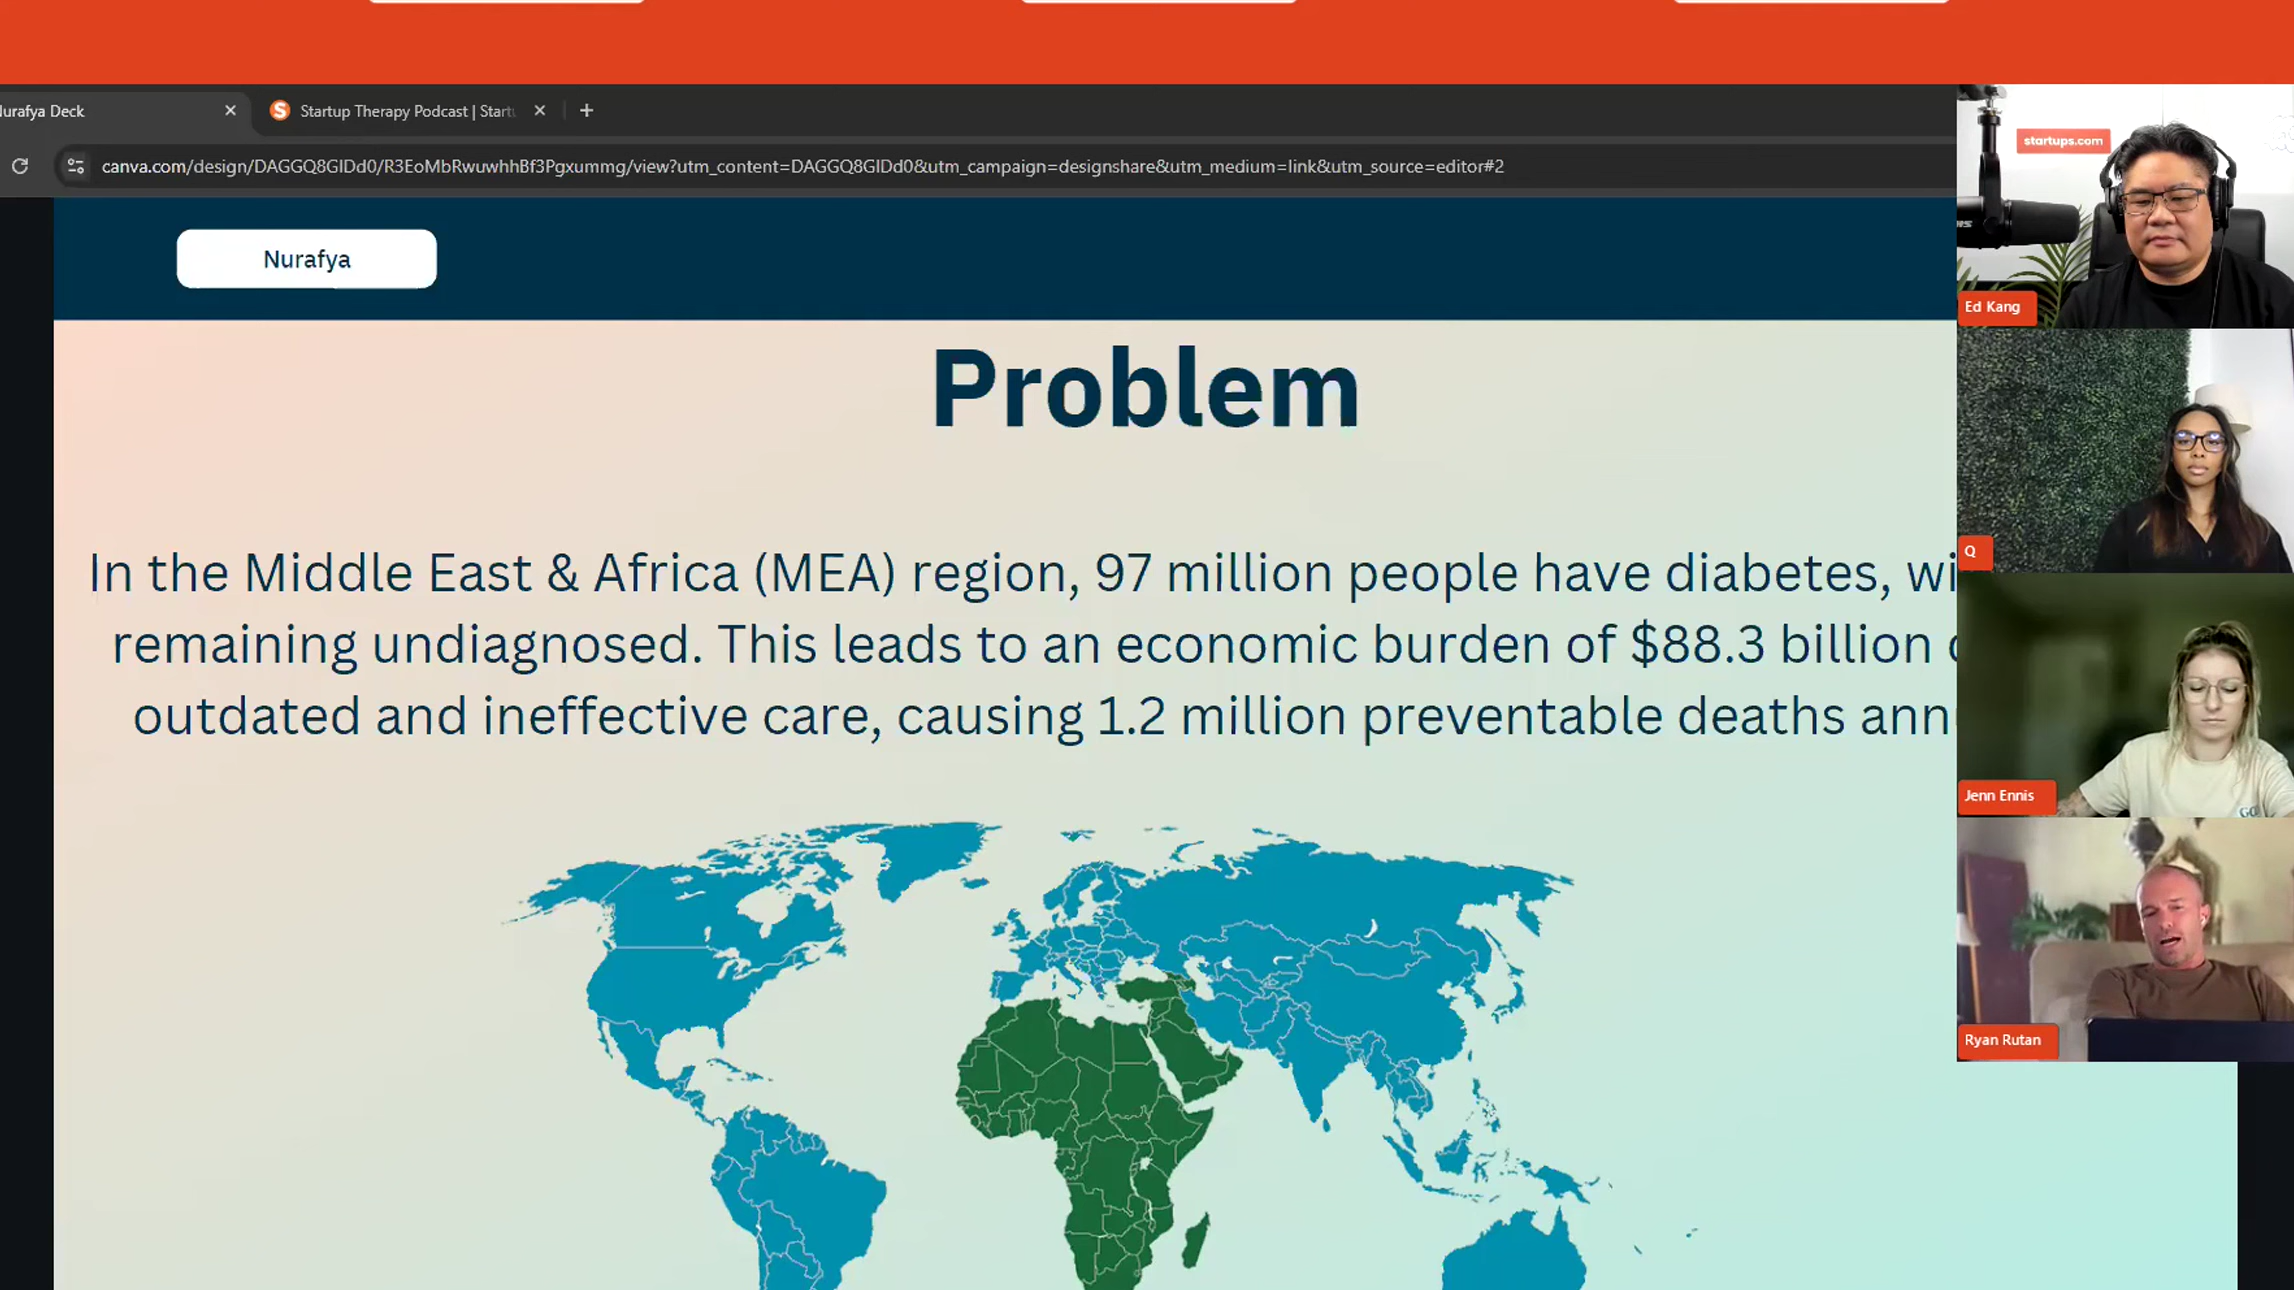 Nurafya Deck
Startup Therapy Podcast | Start
canva.com/design/DAGGQ8GIDd0/R3EoMbRwuwhhBf3Pgxummg/view?utm_content=DAGGQ8GIDd0&utm_campaign=designshare&utm_medium=link&utm_source=editor#2
Nurafya
Problem
In the Middle East & Africa (MEA) region, 97 million people have diabetes,
remaining undiagnosed. This leads to an economic burden of $88.3 billion
outdated and ineffective care, causing 1.2 million preventable deaths
startups.com
Ed Kang
Q
Jenn Ennis
Ryan Rutan